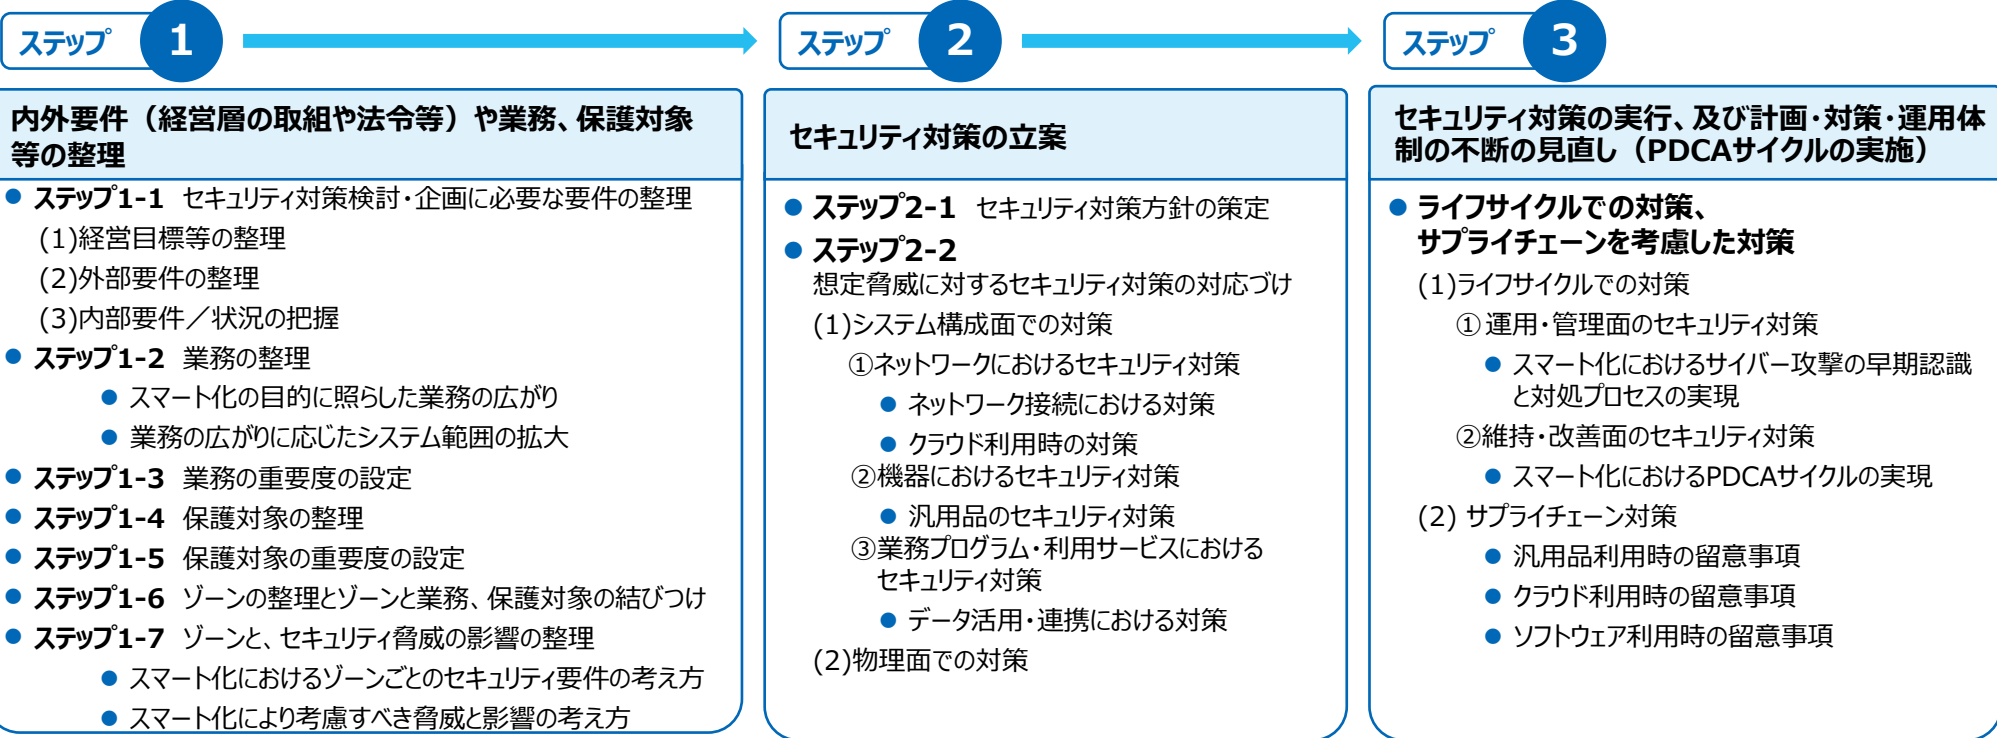 ステップ 1
内外要件（経営層の取組や法令等）や業務、保護対象
等の整理
● ステップ1-1 セキュリティ対策検討・企画に必要な要件の整理
(1)経営目標等の整理
(2)外部要件の整理
(3)内部要件／状況の把握
● ステップ1-2 業務の整理
● スマート化の目的に照らした業務の広がり
● 業務の広がりに応じたシステム範囲の拡大
● ステップ1-3 業務の重要度の設定
● ステップ1-4 保護対象の整理
● ステップ1-5 保護対象の重要度の設定
● ステップ1-6 ゾーンの整理とゾーンと業務、保護対象の結びつけ
● ステップ1-7 ゾーンと、セキュリティ脅威の影響の整理
● スマート化におけるゾーンごとのセキュリティ要件の考え方
● スマート化により考慮すべき脅威と影響の考え方
ステップ 2
セキュリティ対策の立案
● ステップ2-1 セキュリティ対策方針の策定
● ステップ2-2
想定脅威に対するセキュリティ対策の対応づけ
(1)システム構成面での対策
①ネットワークにおけるセキュリティ対策
● ネットワーク接続における対策
● クラウド利用時の対策
②機器におけるセキュリティ対策
● 汎用品のセキュリティ対策
③業務プログラム・利用サービスにおける
セキュリティ対策
● データ活用・連携における対策
(2)物理面での対策
ステップ 3
セキュリティ対策の実行、及び計画・対策・運用体
制の不断の見直し（PDCAサイクルの実施）
● ライフサイクルでの対策、
サプライチェーンを考慮した対策
(1)ライフサイクルでの対策
① 運用・管理面のセキュリティ対策
● スマート化におけるサイバー攻撃の早期認識
と対処プロセスの実現
②維持・改善面のセキュリティ対策
● スマート化におけるPDCAサイクルの実現
(2) サプライチェーン対策
● 汎用品利用時の留意事項
● クラウド利用時の留意事項
● ソフトウェア利用時の留意事項